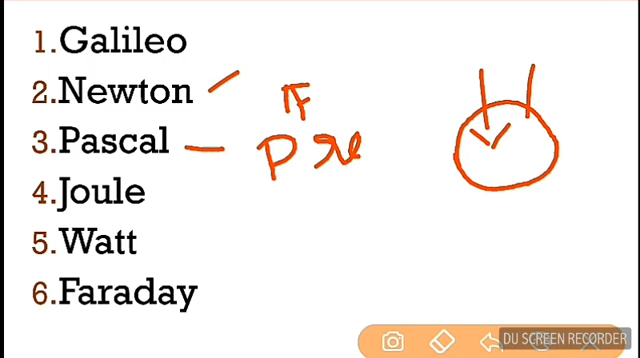 1.Galileo
2.Newton
F
3.Pascal
P
4.Joule
5.Watt
6.Faraday
DU SCREEN RECORDER